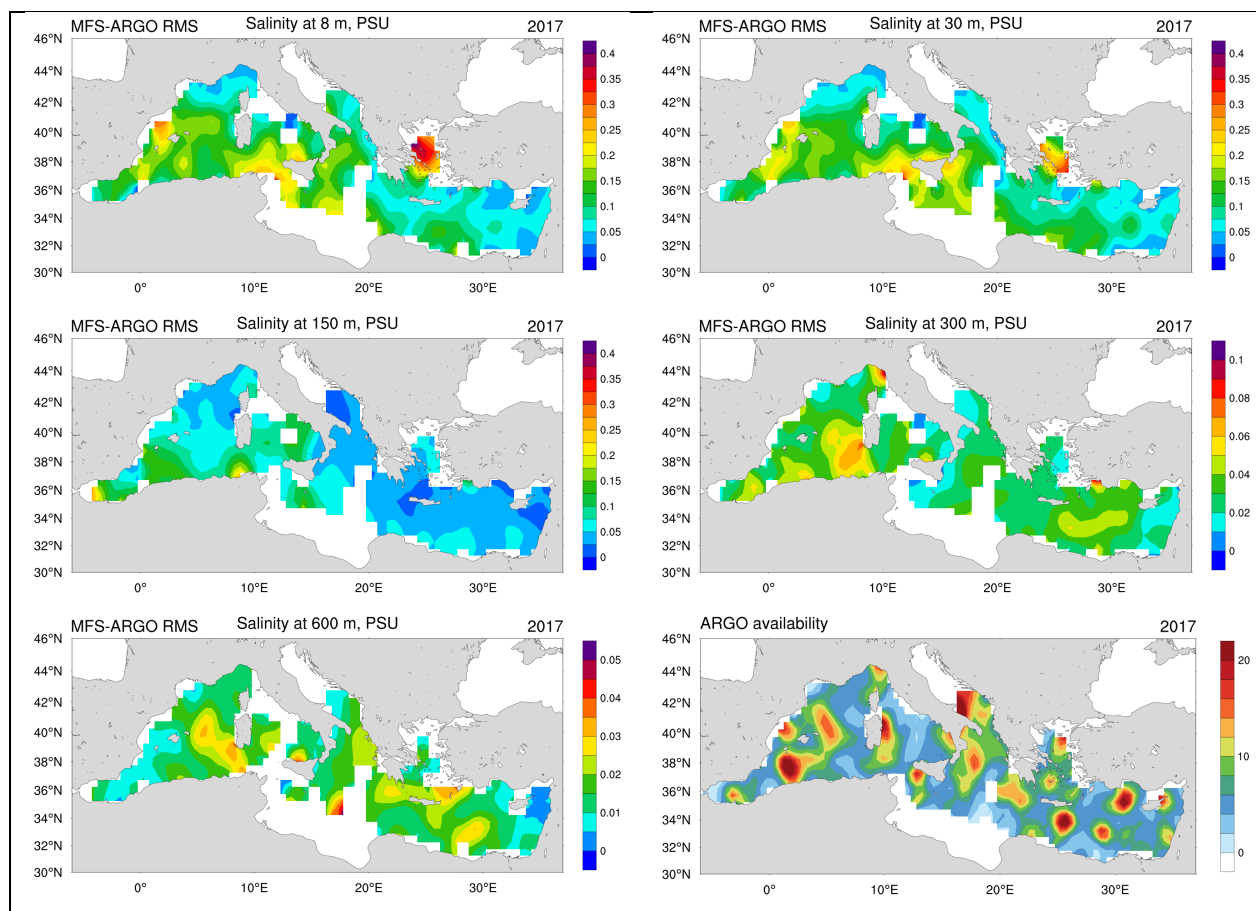 MFS-ARGO RMS Salinity at 8 m, PSU 2017
46°N
44°N
42°N
40°N
38°N
36°N
34°N
32°N
30°N
0° 10°E 20°E 30°E
0.4
0.35
0.3
0.25
0.2
0.15
0.1
0.05
0
MFS-ARGO RMS Salinity at 30 m, PSU 2017
46°N
44°N
42°N
40°N
38°N
36°N
34°N
32°N
30°N
0° 10°E 20°E 30°E
0.4
0.35
0.3
0.25
0.2
0.15
0.1
0.05
0
MFS-ARGO RMS Salinity at 150 m, PSU 2017
46°N
44°N
42°N
40°N
38°N
36°N
34°N
32°N
30°N
0° 10°E 20°E 30°E
0.4
0.35
0.3
0.25
0.2
0.15
0.1
0.05
0
MFS-ARGO RMS Salinity at 300 m, PSU 2017
46°N
44°N
42°N
40°N
38°N
36°N
34°N
32°N
30°N
0° 10°E 20°E 30°E
0.1
0.08
0.06
0.04
0.02
0
MFS-ARGO RMS Salinity at 600 m, PSU 2017
46°N
44°N
42°N
40°N
38°N
36°N
34°N
32°N
30°N
0° 10°E 20°E 30°E
0.05
0.04
0.03
0.02
0.01
0
ARGO availability 2017
46°N
44°N
42°N
40°N
38°N
36°N
34°N
32°N
30°N
0° 10°E 20°E 30°E
20
10
0